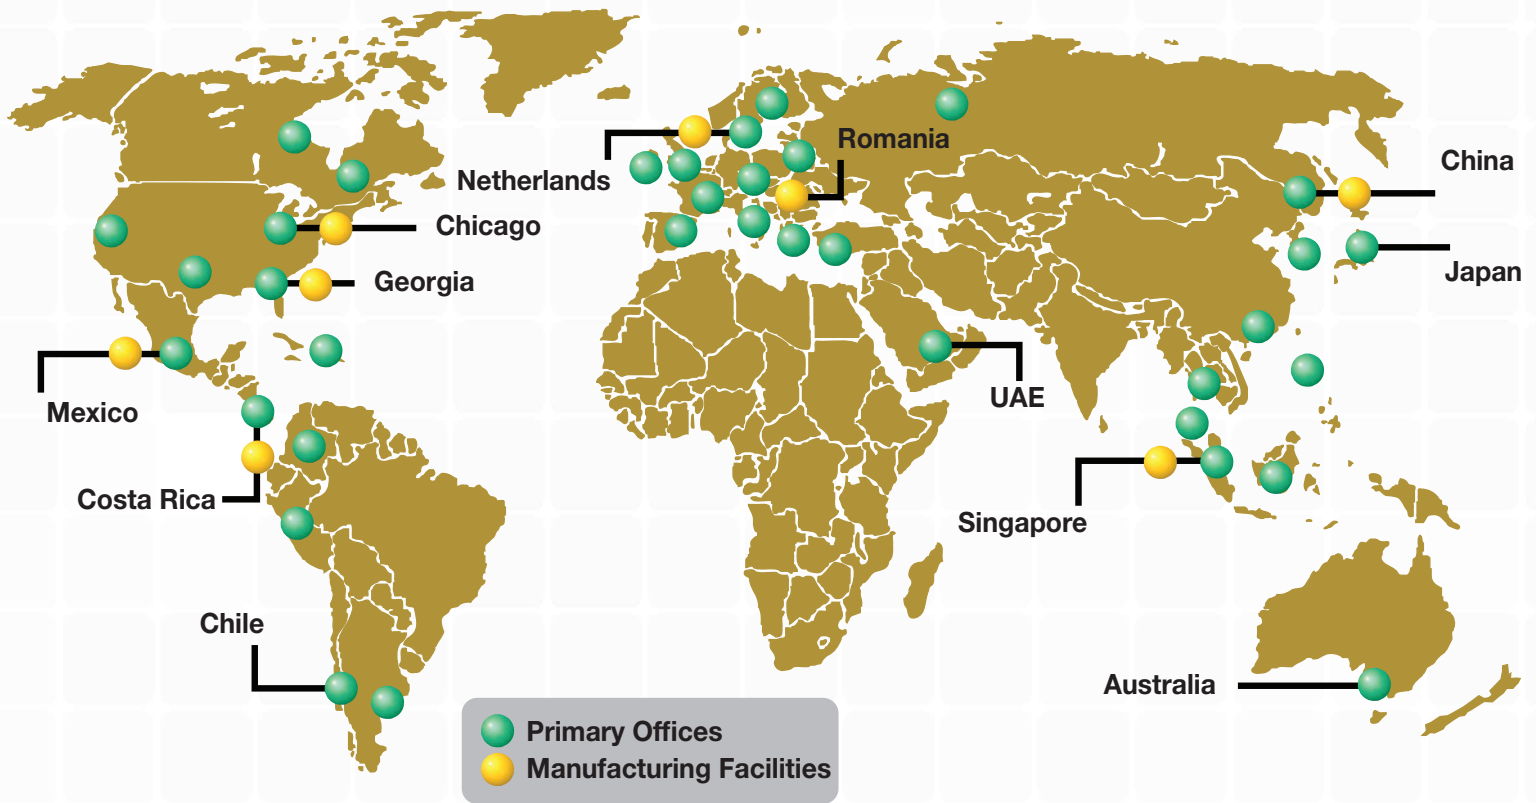 Romania
China
Netherlands
Chicago
Japan
Georgia
UAE
Mexico
Costa Rica
Singapore
Chile
Australia
Primary Offices
Manufacturing Facilities